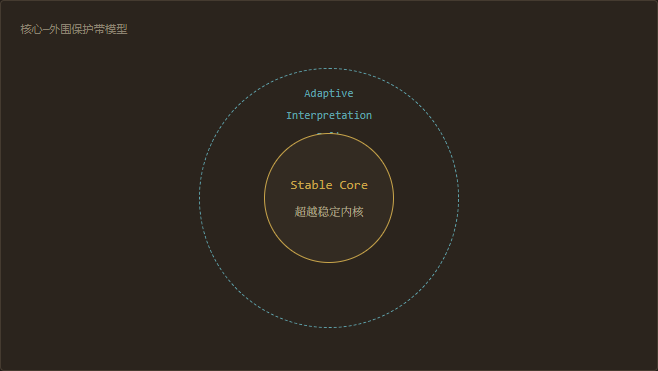 核心—外围保护带模型
Adaptive
Interpretation
Stable Core
超越稳定内核